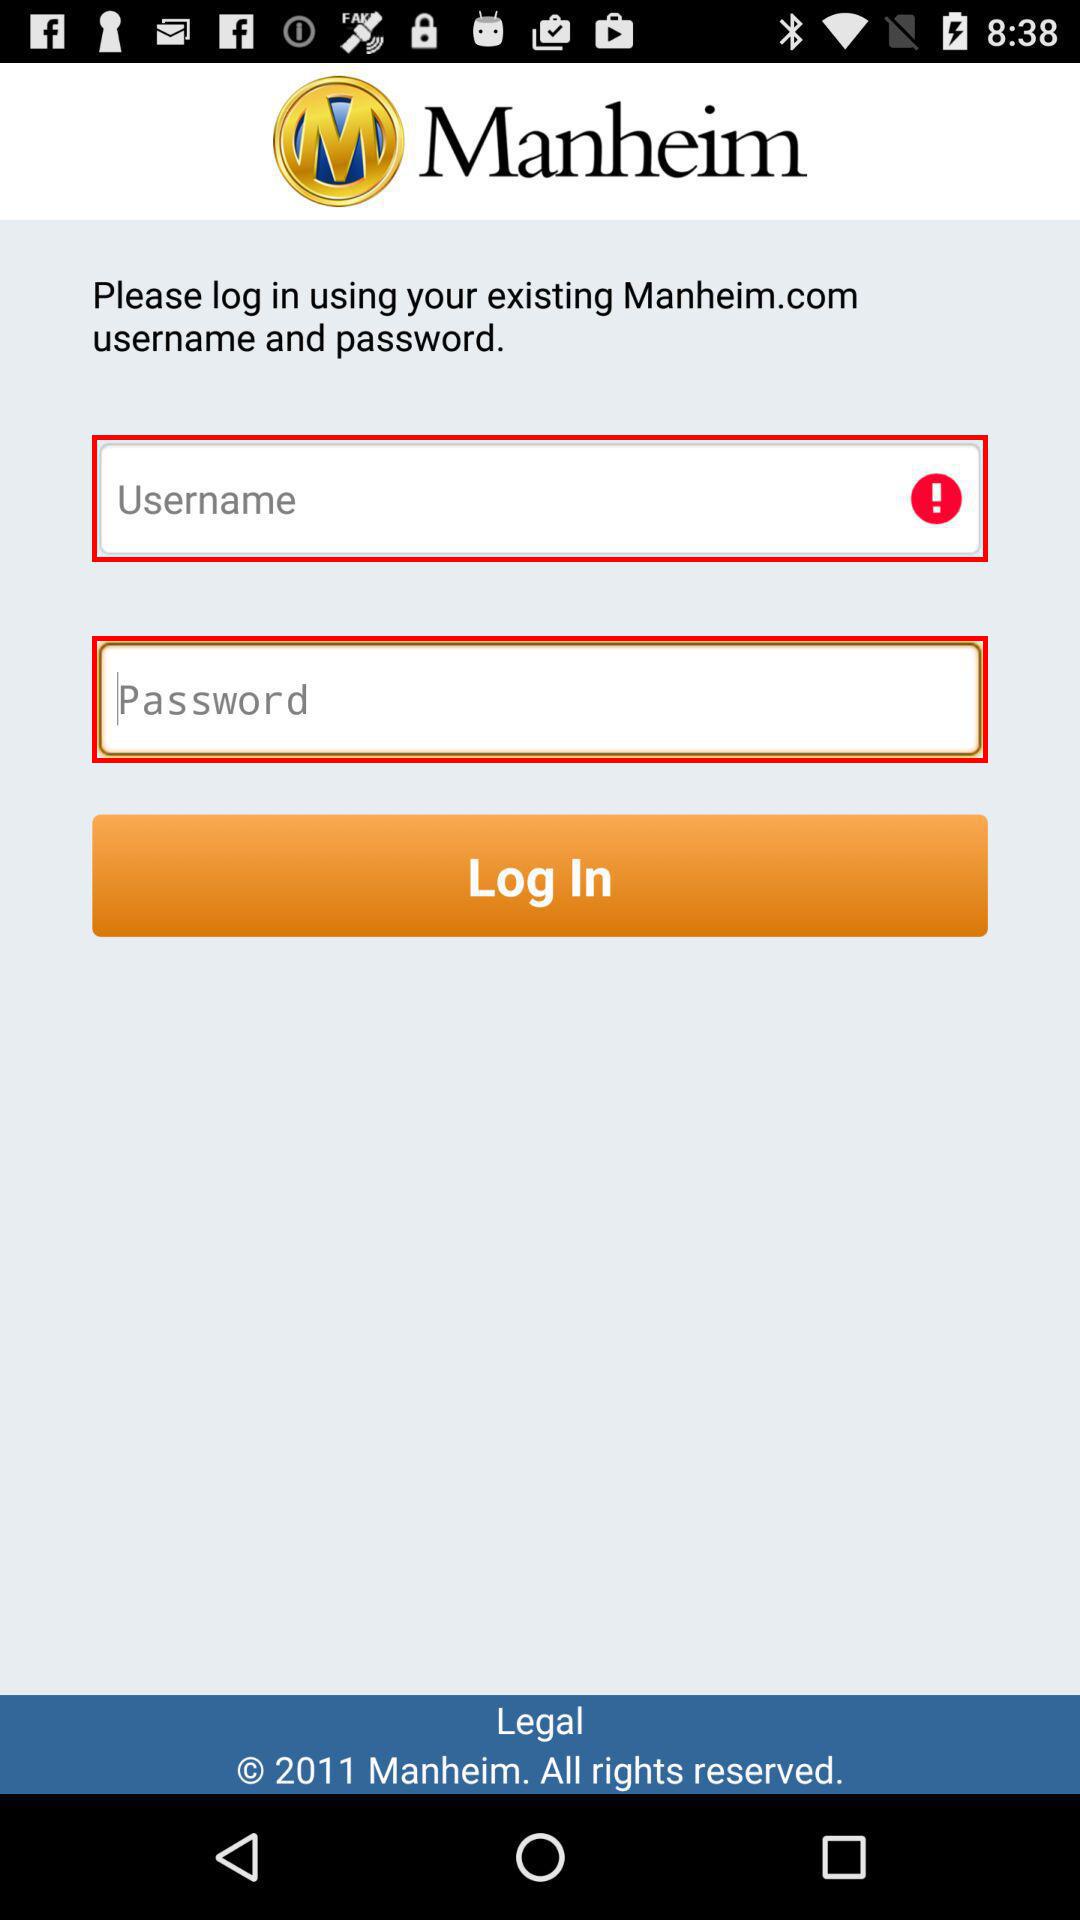 FAKE
8:38
M Manheim
Please log in using your existing Manheim.com
username and password.
Username
Password
Log In
Legal
© 2011 Manheim. All rights reserved.